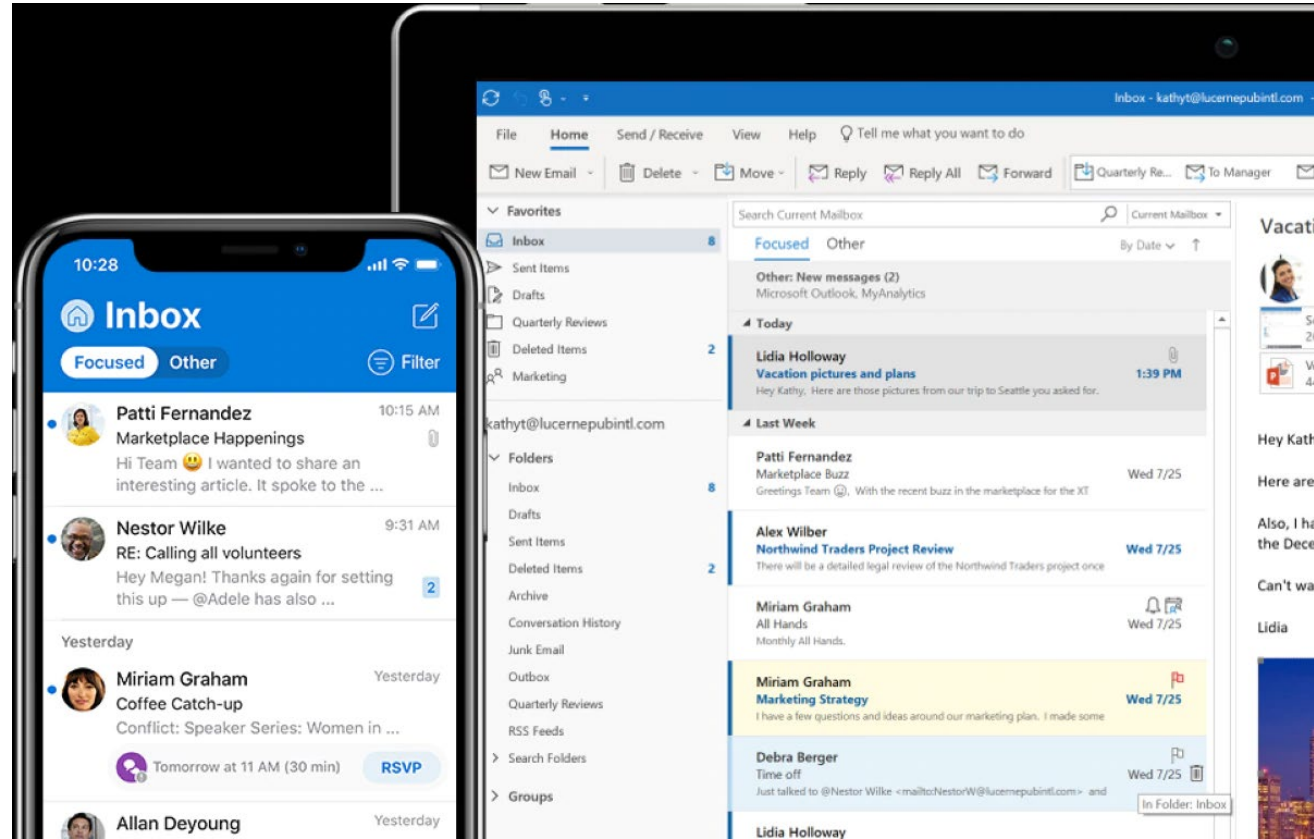 10:28
Inbox
Focused Other Filter
Patti Fernandez 10:15 AM
Marketplace Happenings
Hi Team 😃 I wanted to share an
interesting article. It spoke to the ...
Nestor Wilke 9:31 AM
RE: Calling all volunteers
Hey Megan! Thanks again for setting
this up — @Adele has also ... 2
Yesterday
Miriam Graham Yesterday
Coffee Catch-up
Conflict: Speaker Series: Women in ...
Tomorrow at 11 AM (30 min) RSVP
Allan Deyoung Yesterday
Inbox - kathyt@lucernepubintl.com -
File Home Send / Receive View Help Tell me what you want to do
New Email Delete Move Reply Reply All Forward Quarterly Re... To Manager
Favorites
Inbox 8
Sent Items
Drafts
Quarterly Reviews
Deleted Items 2
Marketing
kathyt@lucernepubintl.com
Folders
Inbox 8
Drafts
Sent Items
Deleted Items 2
Archive
Conversation History
Junk Email
Outbox
Quarterly Reviews
RSS Feeds
Search Folders
Groups
Search Current Mailbox Current Mailbox
Focused Other By Date
Other: New messages (2)
Microsoft Outlook, MyAnalytics
Today
Lidia Holloway
Vacation pictures and plans 1:39 PM
Hey Kathy, Here are those pictures from our trip to Seattle you asked for.
Last Week
Patti Fernandez
Marketplace Buzz Wed 7/25
Greetings Team ☺, With the recent buzz in the marketplace for the XT
Alex Wilber
Northwind Traders Project Review Wed 7/25
There will be a detailed legal review of the Northwind Traders project once
Miriam Graham
All Hands Wed 7/25
Monthly All Hands.
Miriam Graham
Marketing Strategy Wed 7/25
I have a few questions and ideas around our marketing plan. I made some
Debra Berger
Time off Wed 7/25
Just talked to @Nestor Wilke <mailto:NestorW@lucernepubintl.com> and
In Folder: Inbox
Lidia Holloway
Vacati
Hey Kath
Here are
Also, I ha
the Dece
Can't wa
Lidia